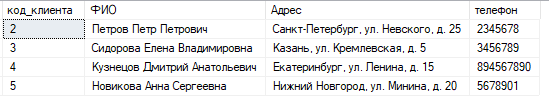 код_клиента ФИО Адрес телефон
2 Петров Петр Петрович Санкт-Петербург, ул. Невского, д. 25 2345678
3 Сидорова Елена Владимировна Казань, ул. Кремлевская, д. 5 3456789
4 Кузнецов Дмитрий Анатольевич Екатеринбург, ул. Ленина, д. 15 894567890
5 Новикова Анна Сергеевна Нижний Новгород, ул. Минина, д. 20 5678901